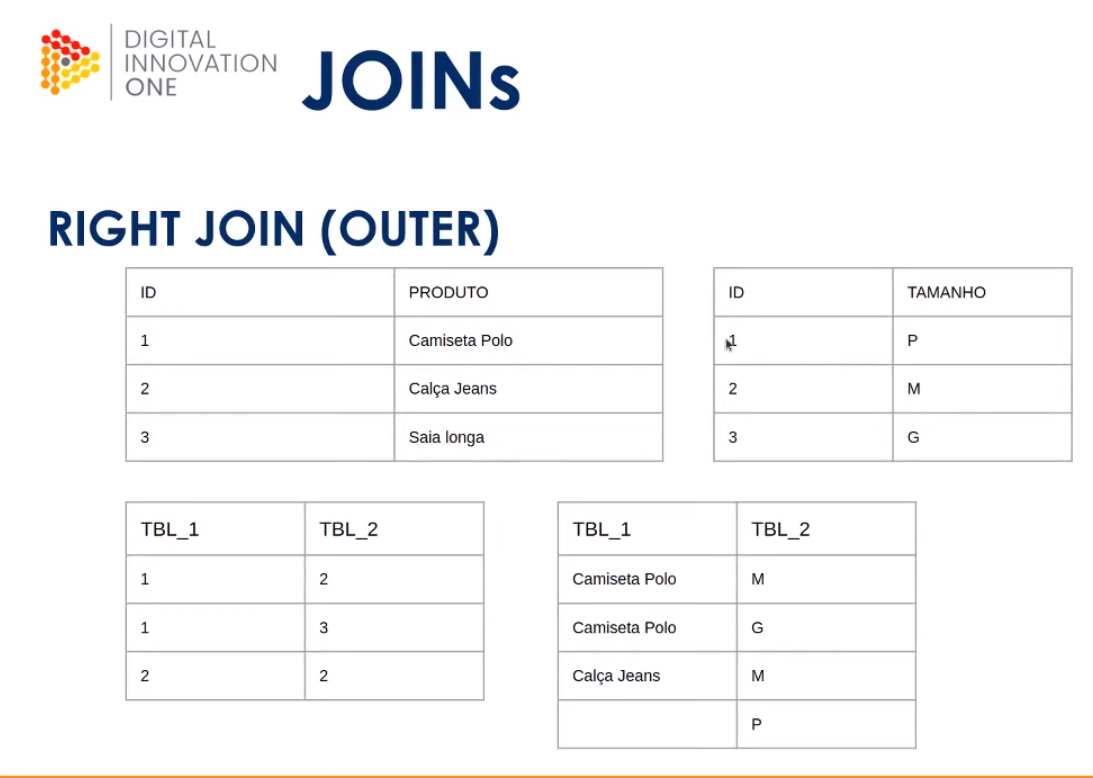 DIGITAL
INNOVATION
ONE
JOINs
RIGHT JOIN (OUTER)
ID PRODUTO
1 Camiseta Polo
2 Calça Jeans
3 Saia longa
ID TAMANHO
1 P
2 M
3 G
TBL_1 TBL_2
1 2
1 3
2 2
TBL_1 TBL_2
Camiseta Polo M
Camiseta Polo G
Calça Jeans M
P